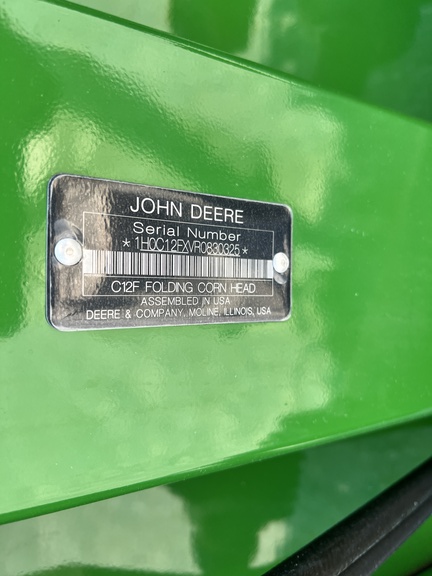 JOHN DEERE
Serial Number
*1H0C12FXVR0830325*
C12F FOLDING CORN HEAD
ASSEMBLED IN USA
DEERE & COMPANY, MOLINE, ILLINOIS, USA